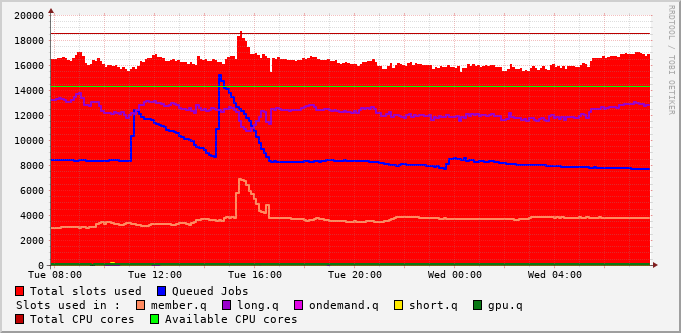 20000
18000
16000
14000
12000
10000
8000
6000
4000
2000
0
Tue 08:00 Tue 12:00 Tue 16:00 Tue 20:00 Wed 00:00 Wed 04:00
Total slots used Queued Jobs
Slots used in : member.q long.q ondemand.q short.q gpu.q
Total CPU cores Available CPU cores
RRDTOOL / TOBI OETIKER